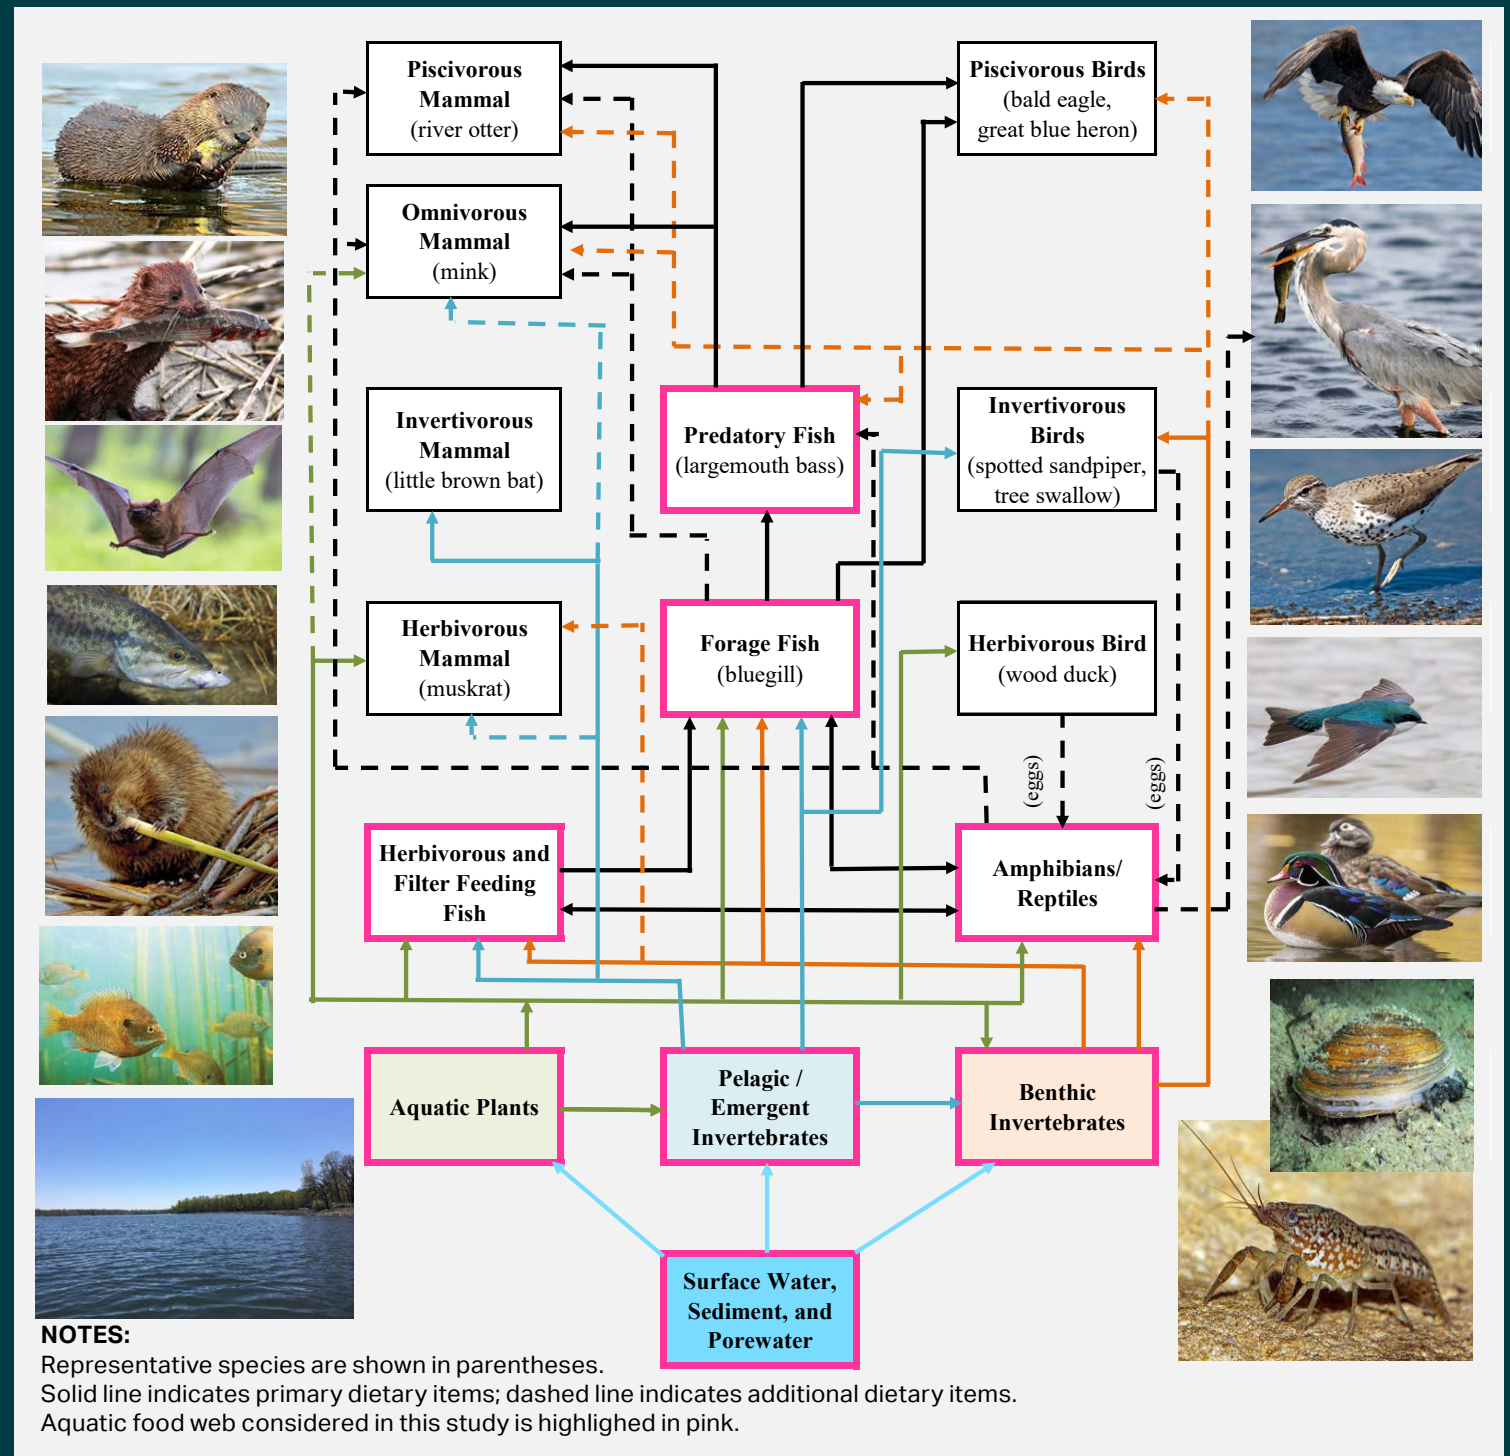 Piscivorous
Mammal
(river otter)
Piscivorous Birds
(bald eagle,
great blue heron)
Omnivorous
Mammal
(mink)
Invertivorous
Mammal
(little brown bat)
Predatory Fish
(largemouth bass)
Invertivorous
Birds
(spotted sandpiper,
tree swallow)
Herbivorous
Mammal
(muskrat)
Forage Fish
(bluegill)
Herbivorous Bird
(wood duck)
(eggs)
(eggs)
Herbivorous and
Filter Feeding
Fish
Amphibians/
Reptiles
Aquatic Plants
Pelagic /
Emergent
Invertebrates
Benthic
Invertebrates
Surface Water,
Sediment, and
Porewater
NOTES:
Representative species are shown in parentheses.
Solid line indicates primary dietary items; dashed line indicates additional dietary items.
Aquatic food web considered in this study is highlighed in pink.